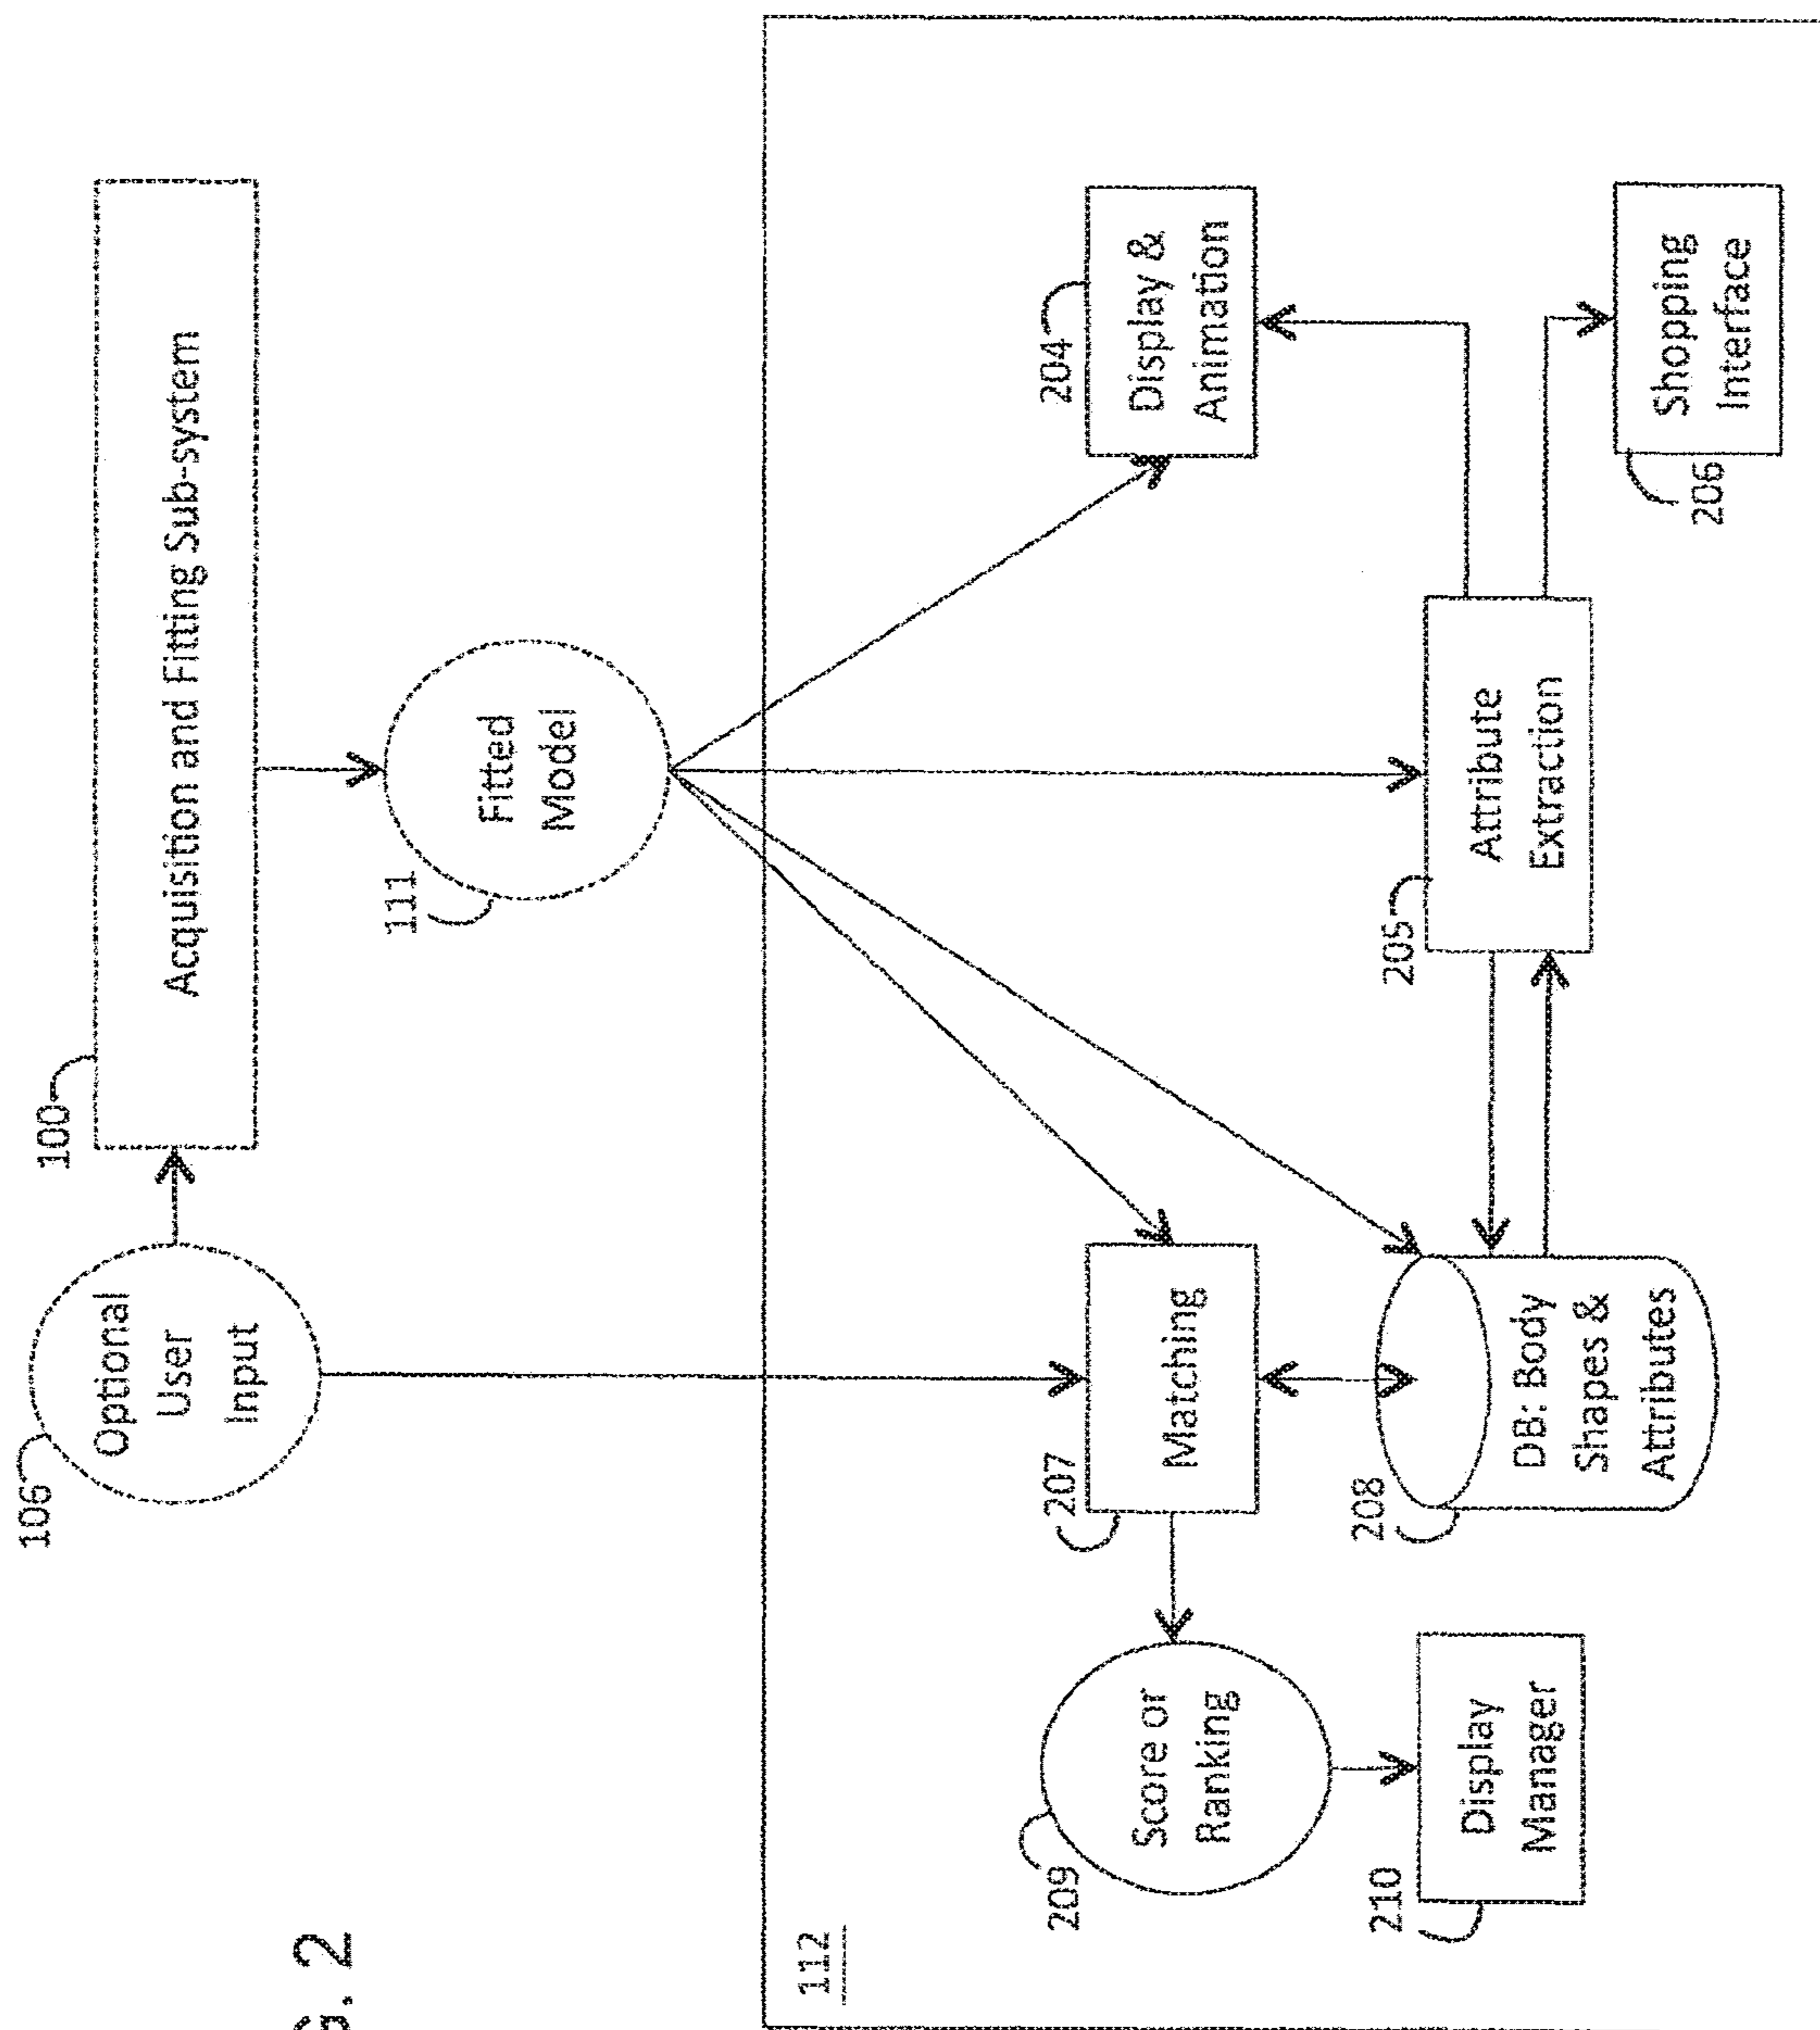 106
100
Optional
User
Input
Acquisition and Fitting Sub-system
G. 2
111
Fitted
Model
112
209
Score or
Ranking
207
Matching
204
Display &
Animation
210
Display
Manager
208
DB: Body
Shapes &
Attributes
205
Attribute
Extraction
206
Shopping
Interface